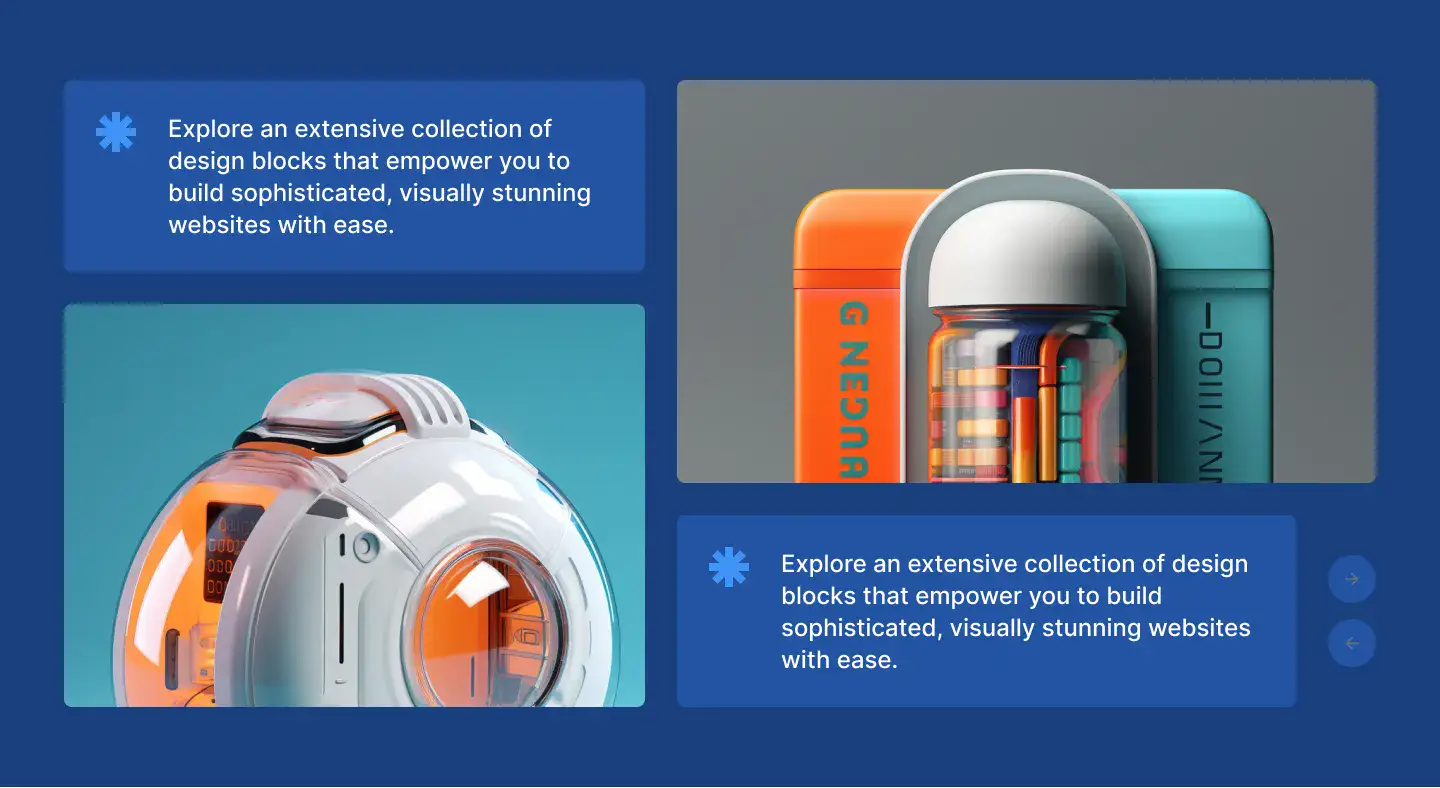 Explore an extensive collection of
design blocks that empower you to
build sophisticated, visually stunning
websites with ease.
Explore an extensive collection of design
blocks that empower you to build
sophisticated, visually stunning websites
with ease.